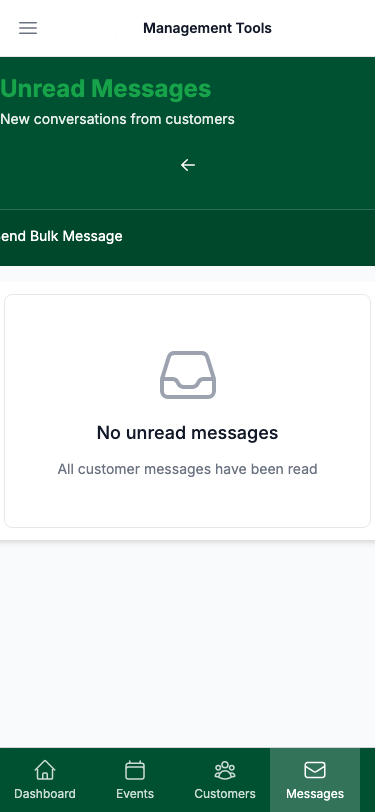 Management Tools
Unread Messages
New conversations from customers
end Bulk Message
No unread messages
All customer messages have been read
Dashboard
Events
Customers
Messages